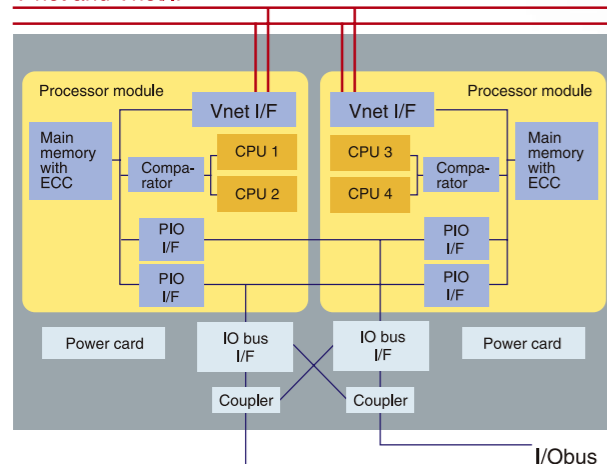 Processor module
Vnet I/F
Main
memory
with
ECC
Compa-
rator
CPU 1
CPU 2
PIO
I/F
PIO
I/F
Processor module
Vnet I/F
Main
memory
with
ECC
CPU 3
CPU 4
Compa-
rator
PIO
I/F
PIO
I/F
Power card
IO bus
I/F
IO bus
I/F
Power card
Coupler
Coupler
I/Obus